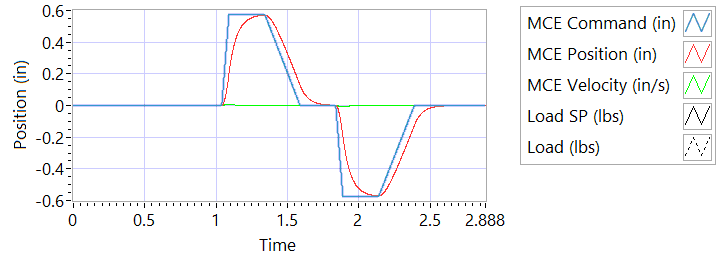 0.6
0.4
0.2
0
-0.2
-0.4
-0.6
Position (in)
0
0.5
1
1.5
2
2.5
2.888
Time
MCE Command (in)
MCE Position (in)
MCE Velocity (in/s)
Load SP (lbs)
Load (lbs)